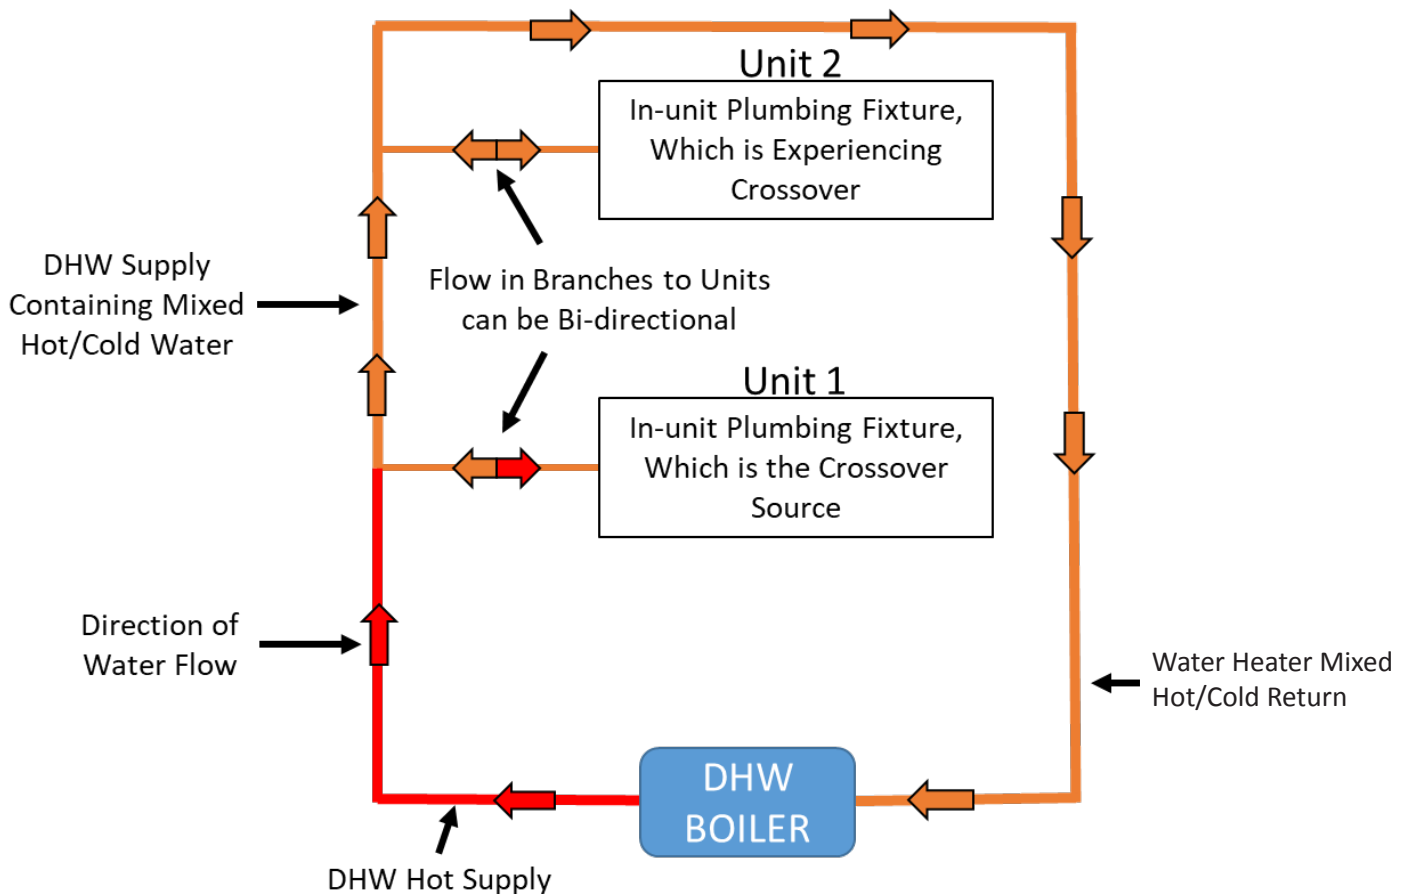 Unit 2
In-unit Plumbing Fixture,
Which is Experiencing
Crossover
DHW Supply
Containing Mixed
Hot/Cold Water
Flow in Branches to Units
can be Bi-directional
Unit 1
In-unit Plumbing Fixture,
Which is the Crossover
Source
Direction of
Water Flow
Water Heater Mixed
Hot/Cold Return
DHW
BOILER
DHW Hot Supply